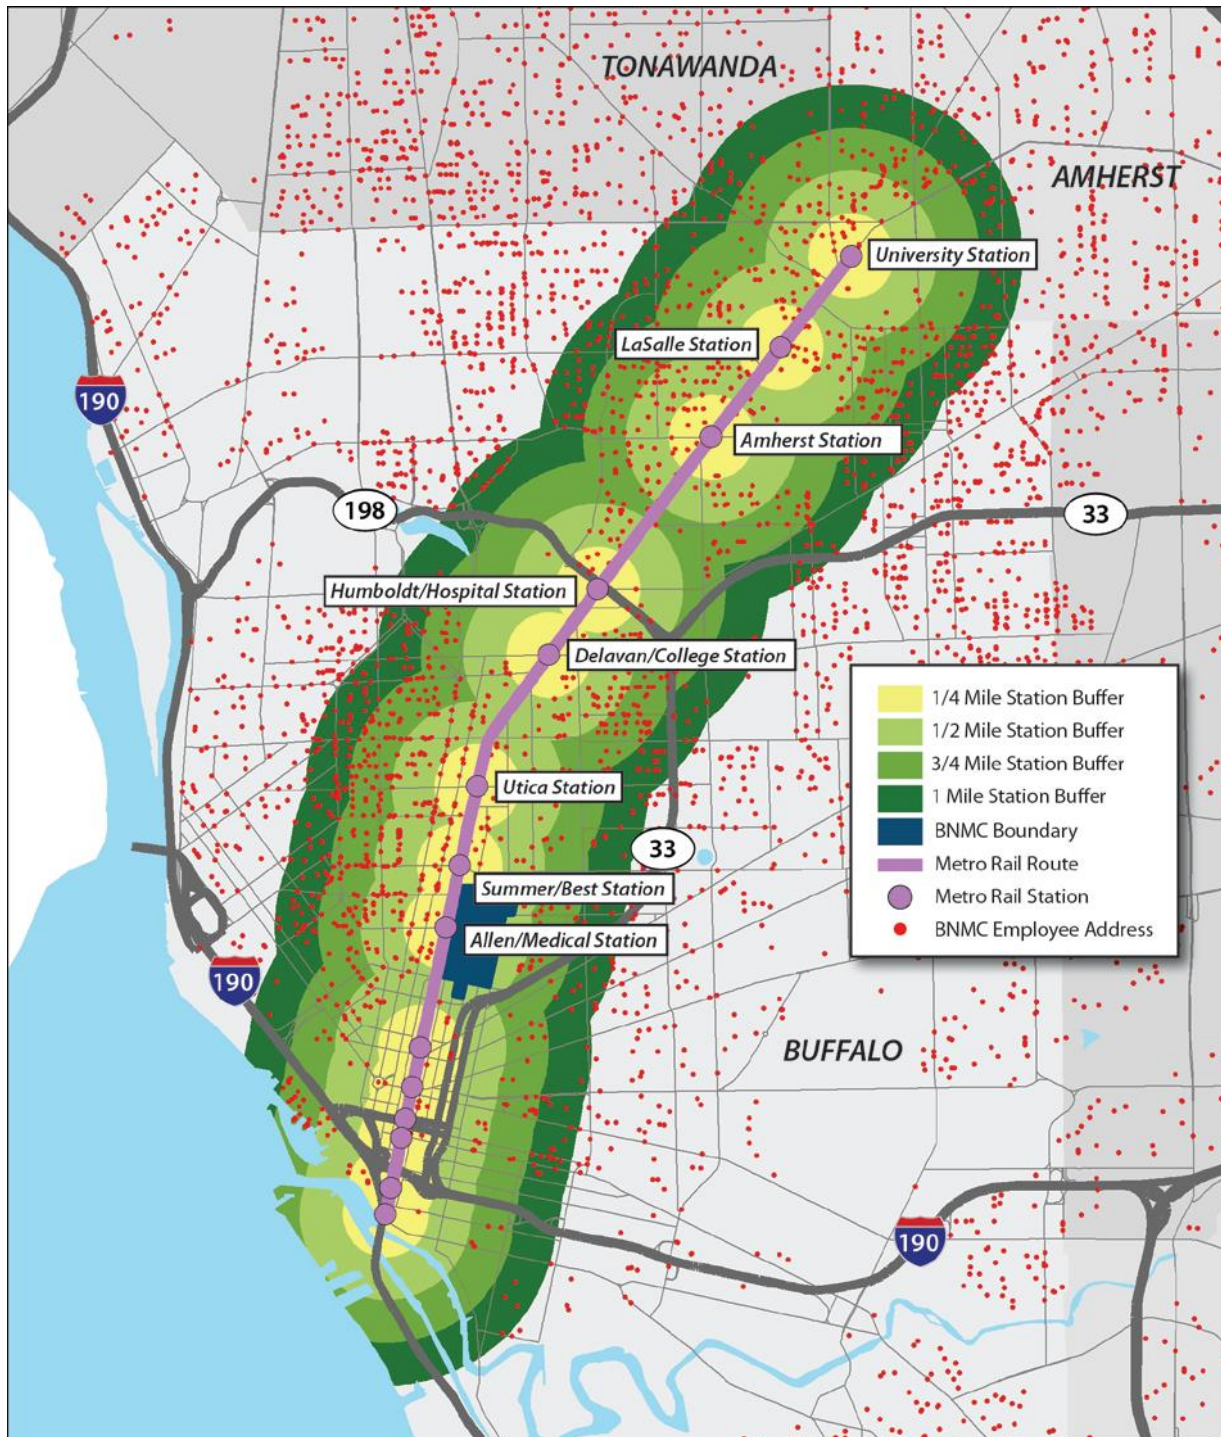 TONAWANDA
AMHERST
University Station
LaSalle Station
190
Amherst Station
198
33
Humboldt/Hospital Station
Delavan/College Station
1/4 Mile Station Buffer
1/2 Mile Station Buffer
3/4 Mile Station Buffer
1 Mile Station Buffer
BNMC Boundary
Metro Rail Route
Metro Rail Station
BNMC Employee Address
Utica Station
33
Summer/Best Station
Allen/Medical Station
190
BUFFALO
190